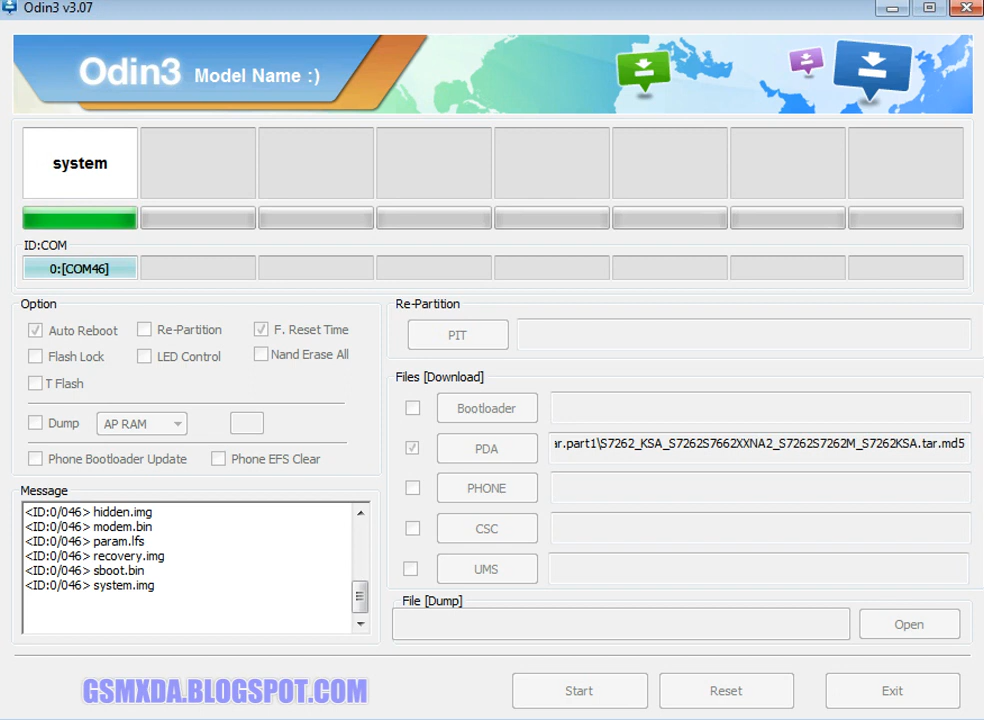 Odin3 v3.07
Odin3 Model Name :)
system
ID:COM
0:[COM46]
Option
Auto Reboot
Re-Partition
F. Reset Time
Flash Lock
LED Control
Nand Erase All
T Flash
Dump
AP RAM
Phone Bootloader Update
Phone EFS Clear
Message
<ID:0/046> hidden.img
<ID:0/046> modem.bin
<ID:0/046> param.lfs
<ID:0/046> recovery.img
<ID:0/046> sboot.bin
<ID:0/046> system.img
Re-Partition
PIT
Files [Download]
Bootloader
PDA
ar.part1\S7262_KSA_S7262S7662XXNA2_S7262S7262M_S7262KSA.tar.md5
PHONE
CSC
UMS
File [Dump]
Open
GSMXDA.BLOGSPOT.COM
Start
Reset
Exit